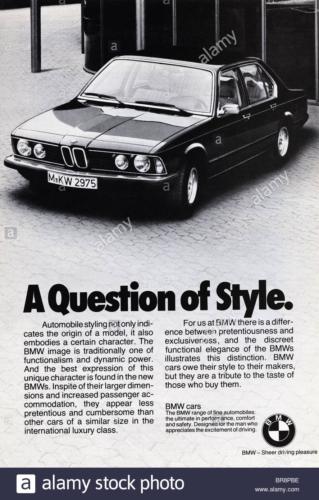 M·KW 2975
A Question of Style.
Automobile styling not only indi-
cates the origin of a model, it also
embodies a certain character. The
BMW image is traditionally one of
functionalism and dynamic power.
And the best expression of this
unique character is found in the new
BMWs. Inspite of their larger dimen-
sions and increased passenger ac-
commodation, they appear less
pretentious and cumbersome than
other cars of a similar size in the
international luxury class.
For us at BMW there is a differ-
ence between pretentiousness and
exclusiveness, and the discreet
functional elegance of the BMWs
illustrates this distinction. BMW
cars owe their style to their makers,
but they are a tribute to the taste of
those who buy them.
BMW cars
The BMW range of fine automobiles:
the ultimate in performance, comfort
and safety. Designed for the man who
appreciates the excitement of driving.
BMW
BMW – Sheer driving pleasure
alamy
alamy
alamy
alamy
a
a
a
a alamy stock photo
BR8PBE
www.alamy.com